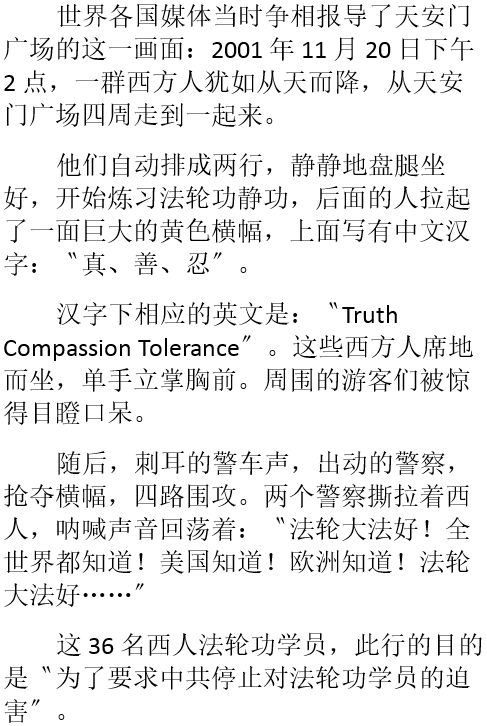 世界各国媒体当时争相报导了天安门
广场的这一画面：2001 年 11 月 20 日下午
2 点，一群西方人犹如从天而降，从天安
门广场四周走到一起来。
他们自动排成两行，静静地盘腿坐
好，开始炼习法轮功静功，后面的人拉起
了一面巨大的黄色横幅，上面写有中文汉
字：〝真、善、忍〞。
汉字下相应的英文是：〝Truth
Compassion Tolerance〞。这些西方人席地
而坐，单手立掌胸前。周围的游客们被惊
得目瞪口呆。
随后，刺耳的警车声，出动的警察，
抢夺横幅，四路围攻。两个警察撕拉着西
人，呐喊声音回荡着：〝法轮大法好！全
世界都知道！美国知道！欧洲知道！法轮
大法好……〞
这 36 名西人法轮功学员，此行的目的
是〝为了要求中共停止对法轮功学员的迫
害〞。